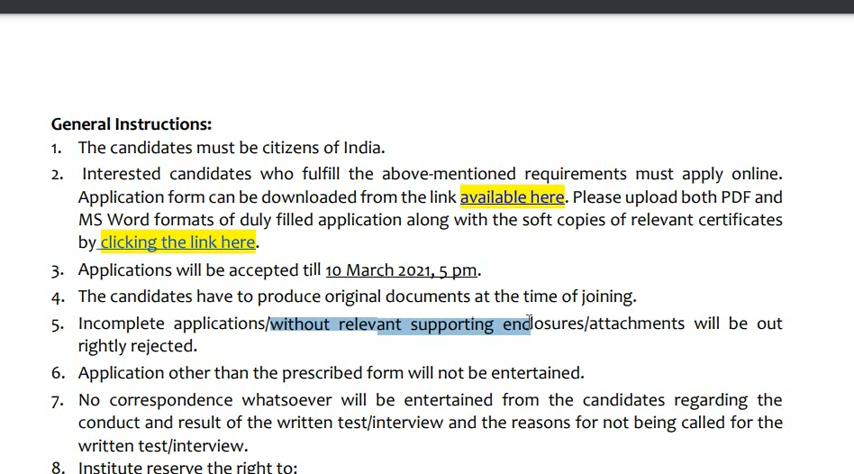 General Instructions:
1. The candidates must be citizens of India.
2. Interested candidates who fulfill the above-mentioned requirements must apply online.
Application form can be downloaded from the link available here. Please upload both PDF and
MS Word formats of duly filled application along with the soft copies of relevant certificates
by clicking the link here.
3. Applications will be accepted till 10 March 2021, 5 pm.
4. The candidates have to produce original documents at the time of joining.
5. Incomplete applications/without relevant supporting enclosures/attachments will be out
rightly rejected.
6. Application other than the prescribed form will not be entertained.
7. No correspondence whatsoever will be entertained from the candidates regarding the
conduct and result of the written test/interview and the reasons for not being called for the
written test/interview.
8. Institute reserve the right to: